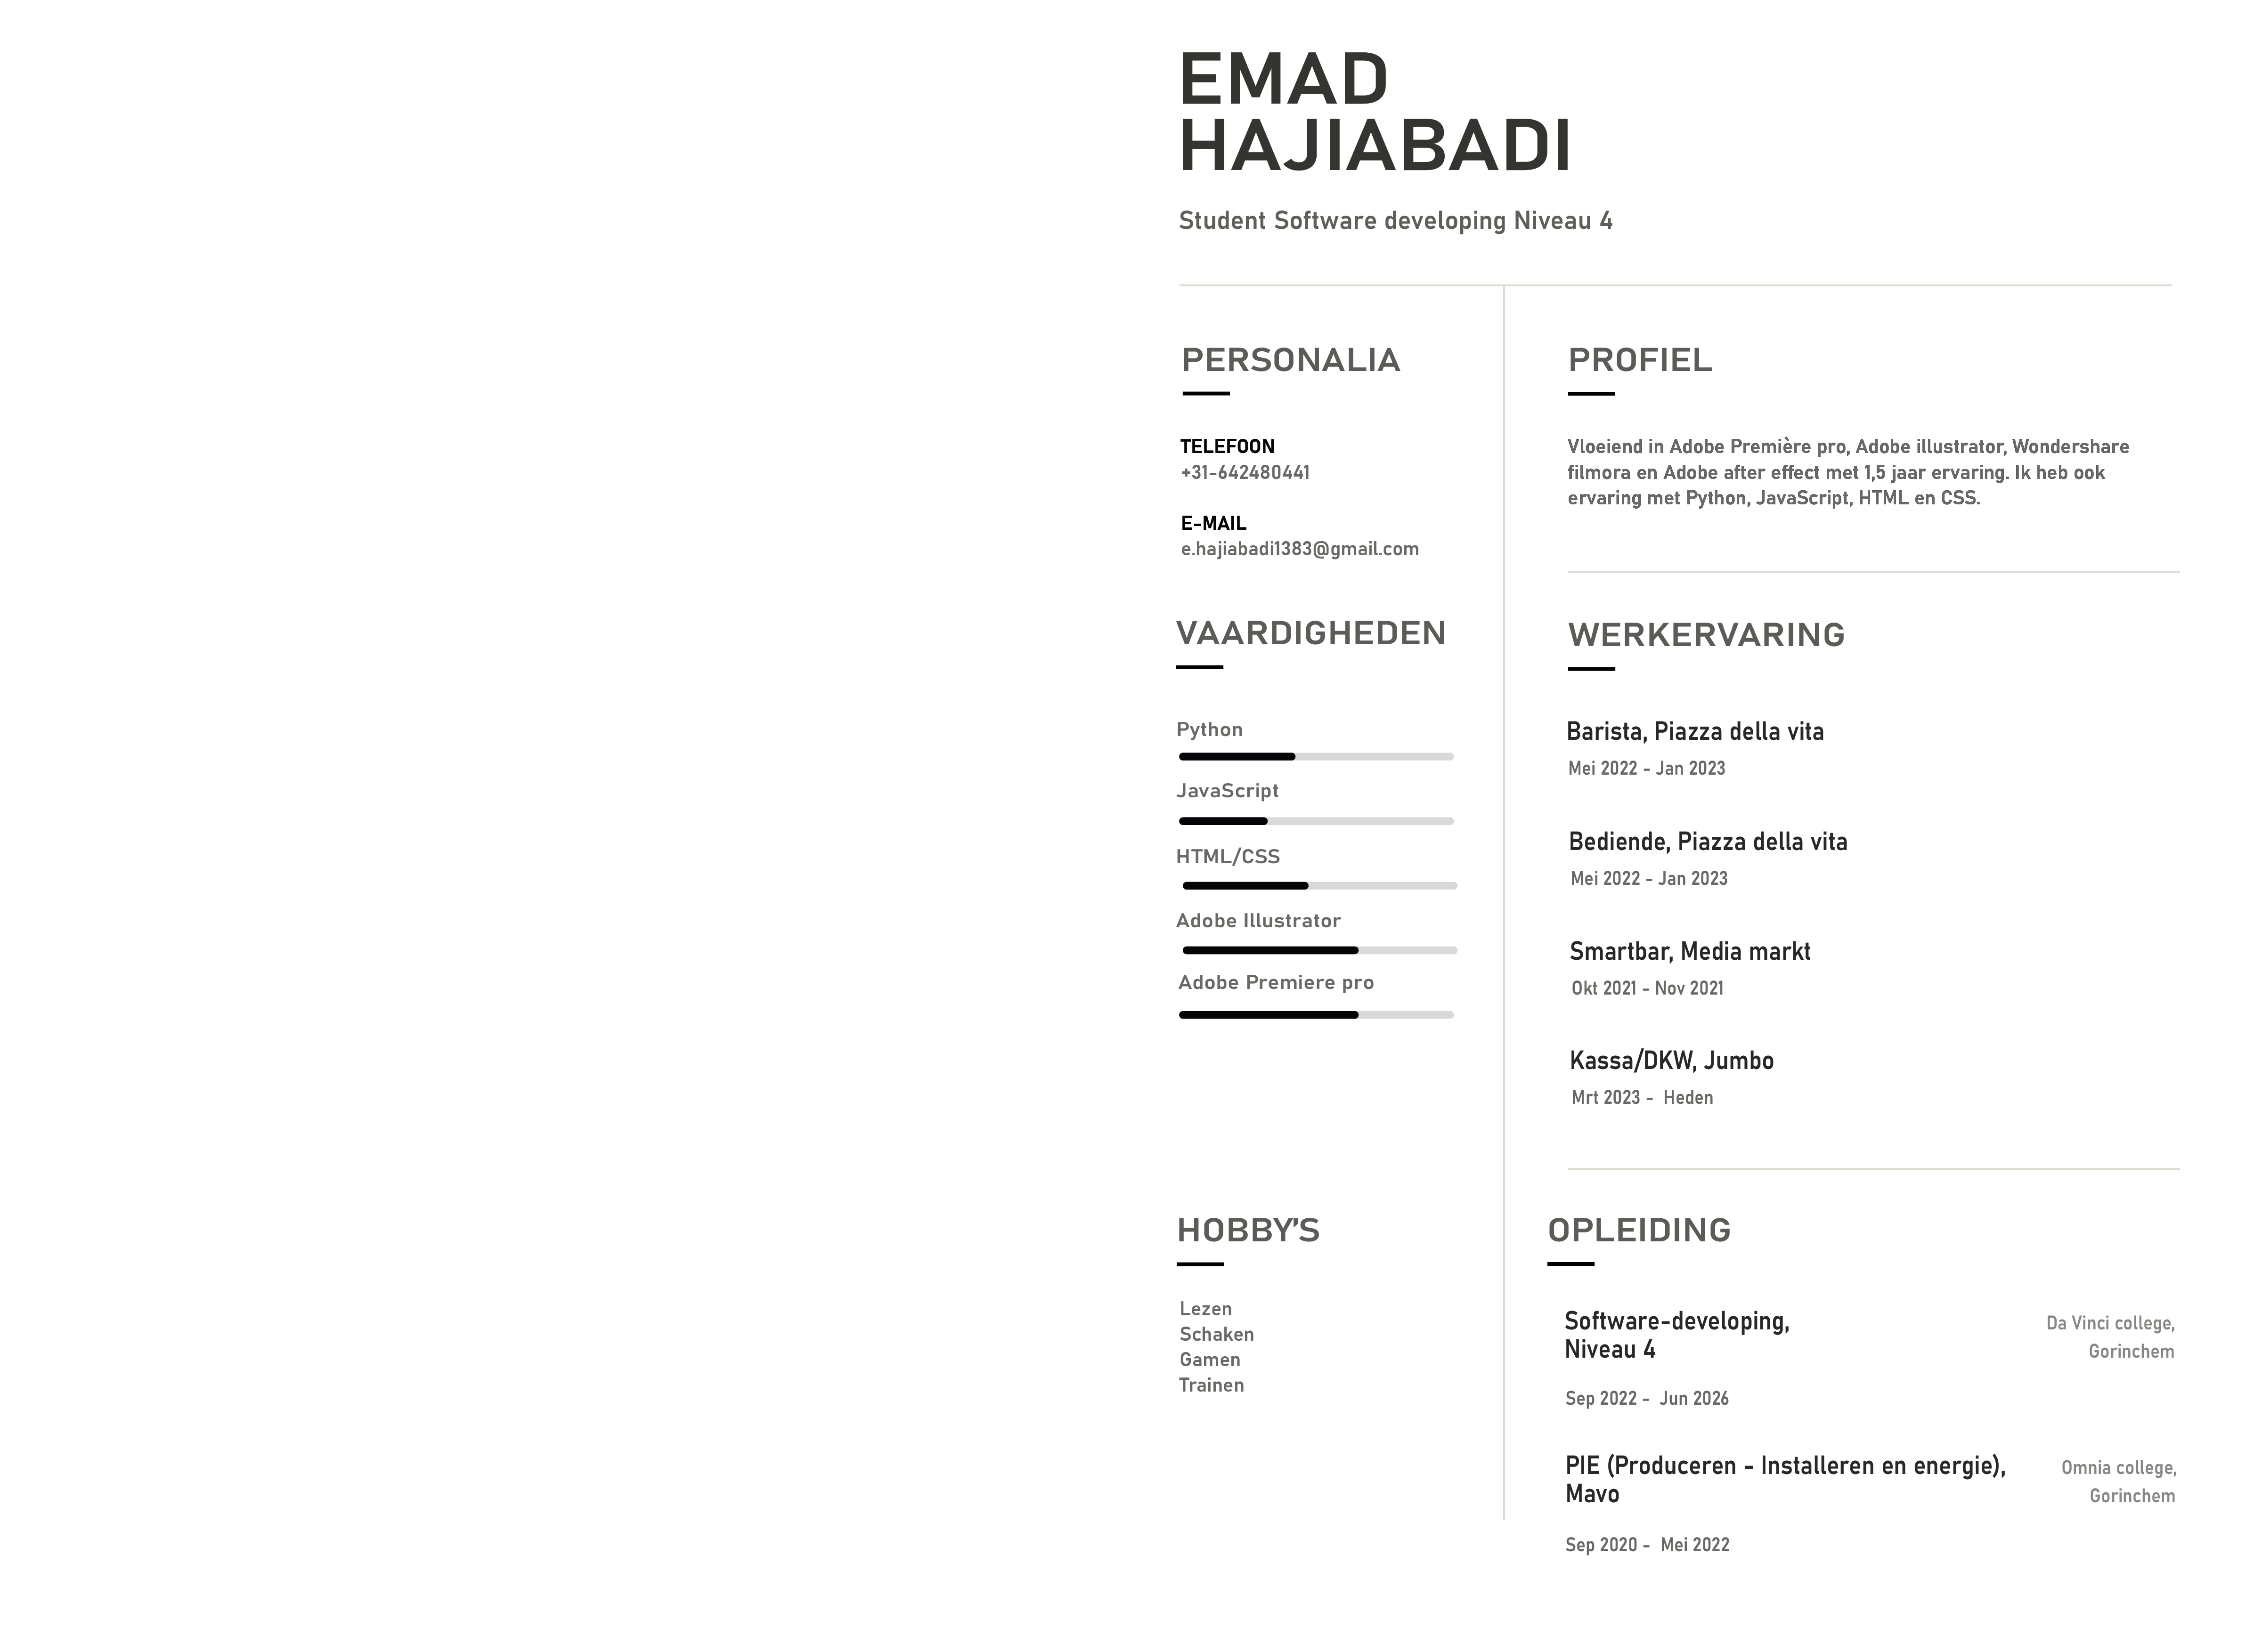 EMAD
HAJIABADI
Student Software developing Niveau 4
PERSONALIA
TELEFOON
+31-642480441
E-MAIL
e.hajiabadi1383@gmail.com
VAARDIGHEDEN
Python
JavaScript
HTML/CSS
Adobe Illustrator
Adobe Premiere pro
HOBBY’S
Lezen
Schaken
Gamen
Trainen
PROFIEL
Vloeiend in Adobe Première pro, Adobe illustrator, Wondershare
filmora en Adobe after effect met 1,5 jaar ervaring. Ik heb ook
ervaring met Python, JavaScript, HTML en CSS.
WERKERVARING
Barista, Piazza della vita
Mei 2022 - Jan 2023
Bediende, Piazza della vita
Mei 2022 - Jan 2023
Smartbar, Media markt
Okt 2021 - Nov 2021
Kassa/DKW, Jumbo
Mrt 2023 - Heden
OPLEIDING
Software-developing,
Niveau 4
Da Vinci college,
Gorinchem
Sep 2022 - Jun 2026
PIE (Produceren - Installeren en energie),
Mavo
Omnia college,
Gorinchem
Sep 2020 - Mei 2022